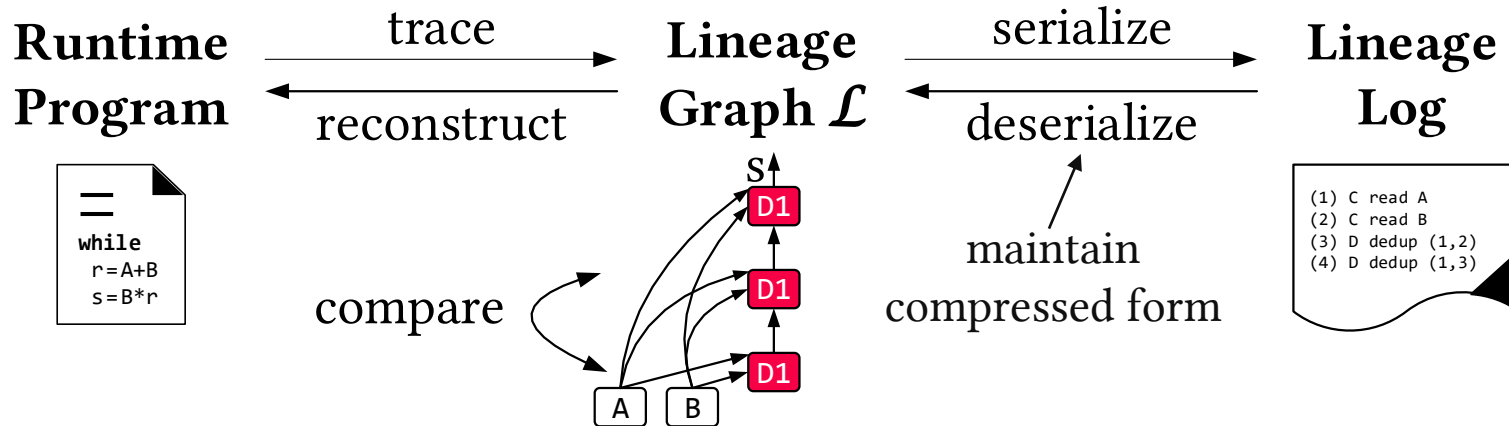 Runtime
Program
trace
reconstruct
Lineage
Graph ℒ
serialize
deserialize
Lineage
Log
while
r=A+B
s=B*r
compare
s
D1
D1
D1
A
B
maintain
compressed form
(1) C read A
(2) C read B
(3) D dedup (1,2)
(4) D dedup (1,3)